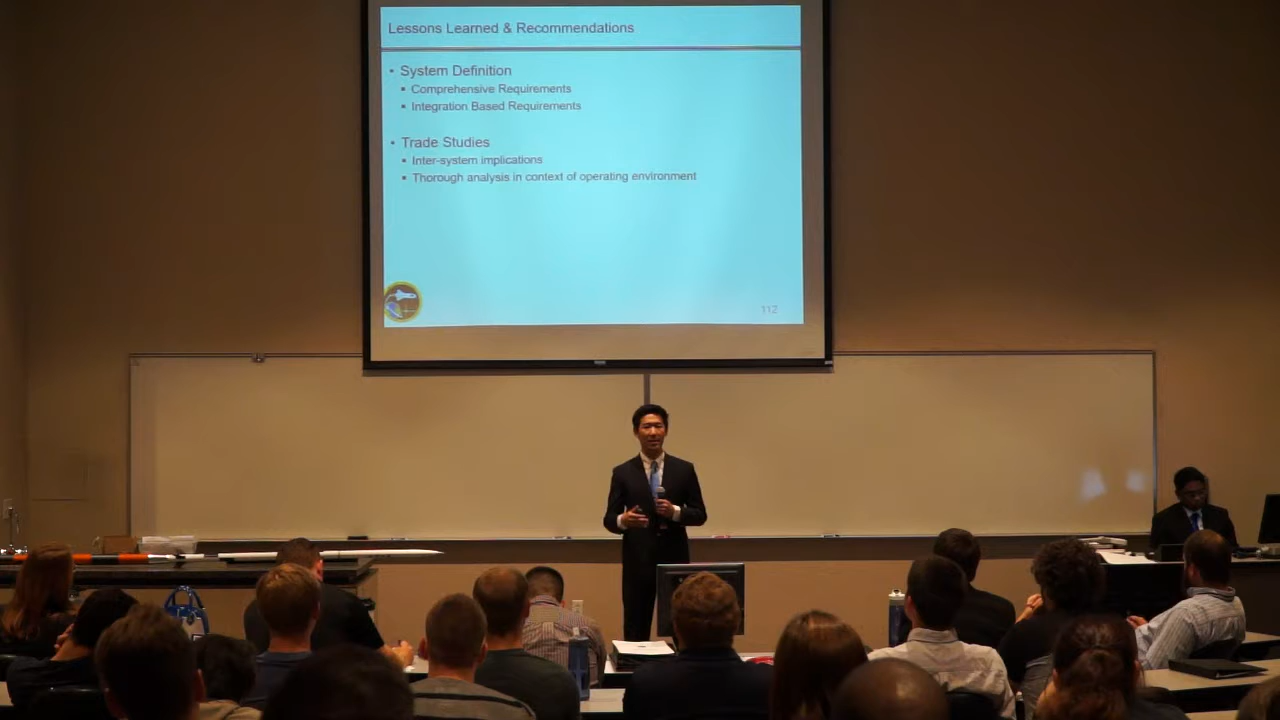 Lessons Learned & Recommendations
• System Definition
▪ Comprehensive Requirements
▪ Integration Based Requirements
• Trade Studies
▪ Inter-system implications
▪ Thorough analysis in context of operating environment
112